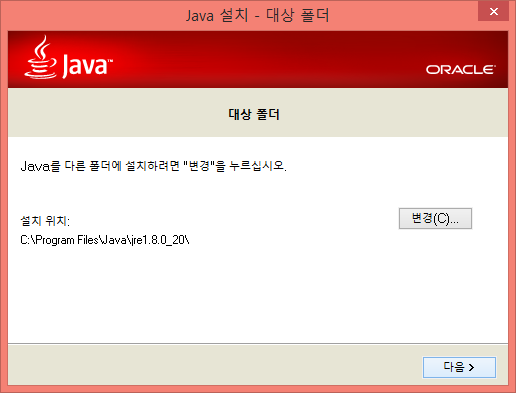 Java 설치 - 대상 폴더
Java™
ORACLE
대상 폴더
Java를 다른 폴더에 설치하려면 "변경"을 누르십시오.
설치 위치:
변경(C)...
C:\Program Files\Java\jre1.8.0_20\
다음 >